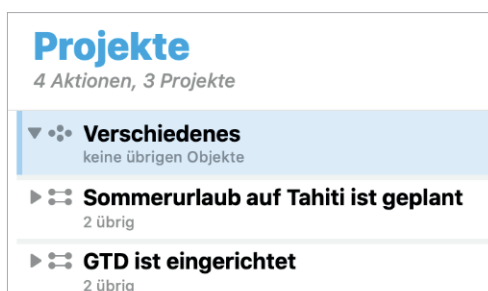 Projekte
4 Aktionen, 3 Projekte
Verschiedenes
keine übrigen Objekte
Sommerurlaub auf Tahiti ist geplant
2 übrig
GTD ist eingerichtet
2 übrig